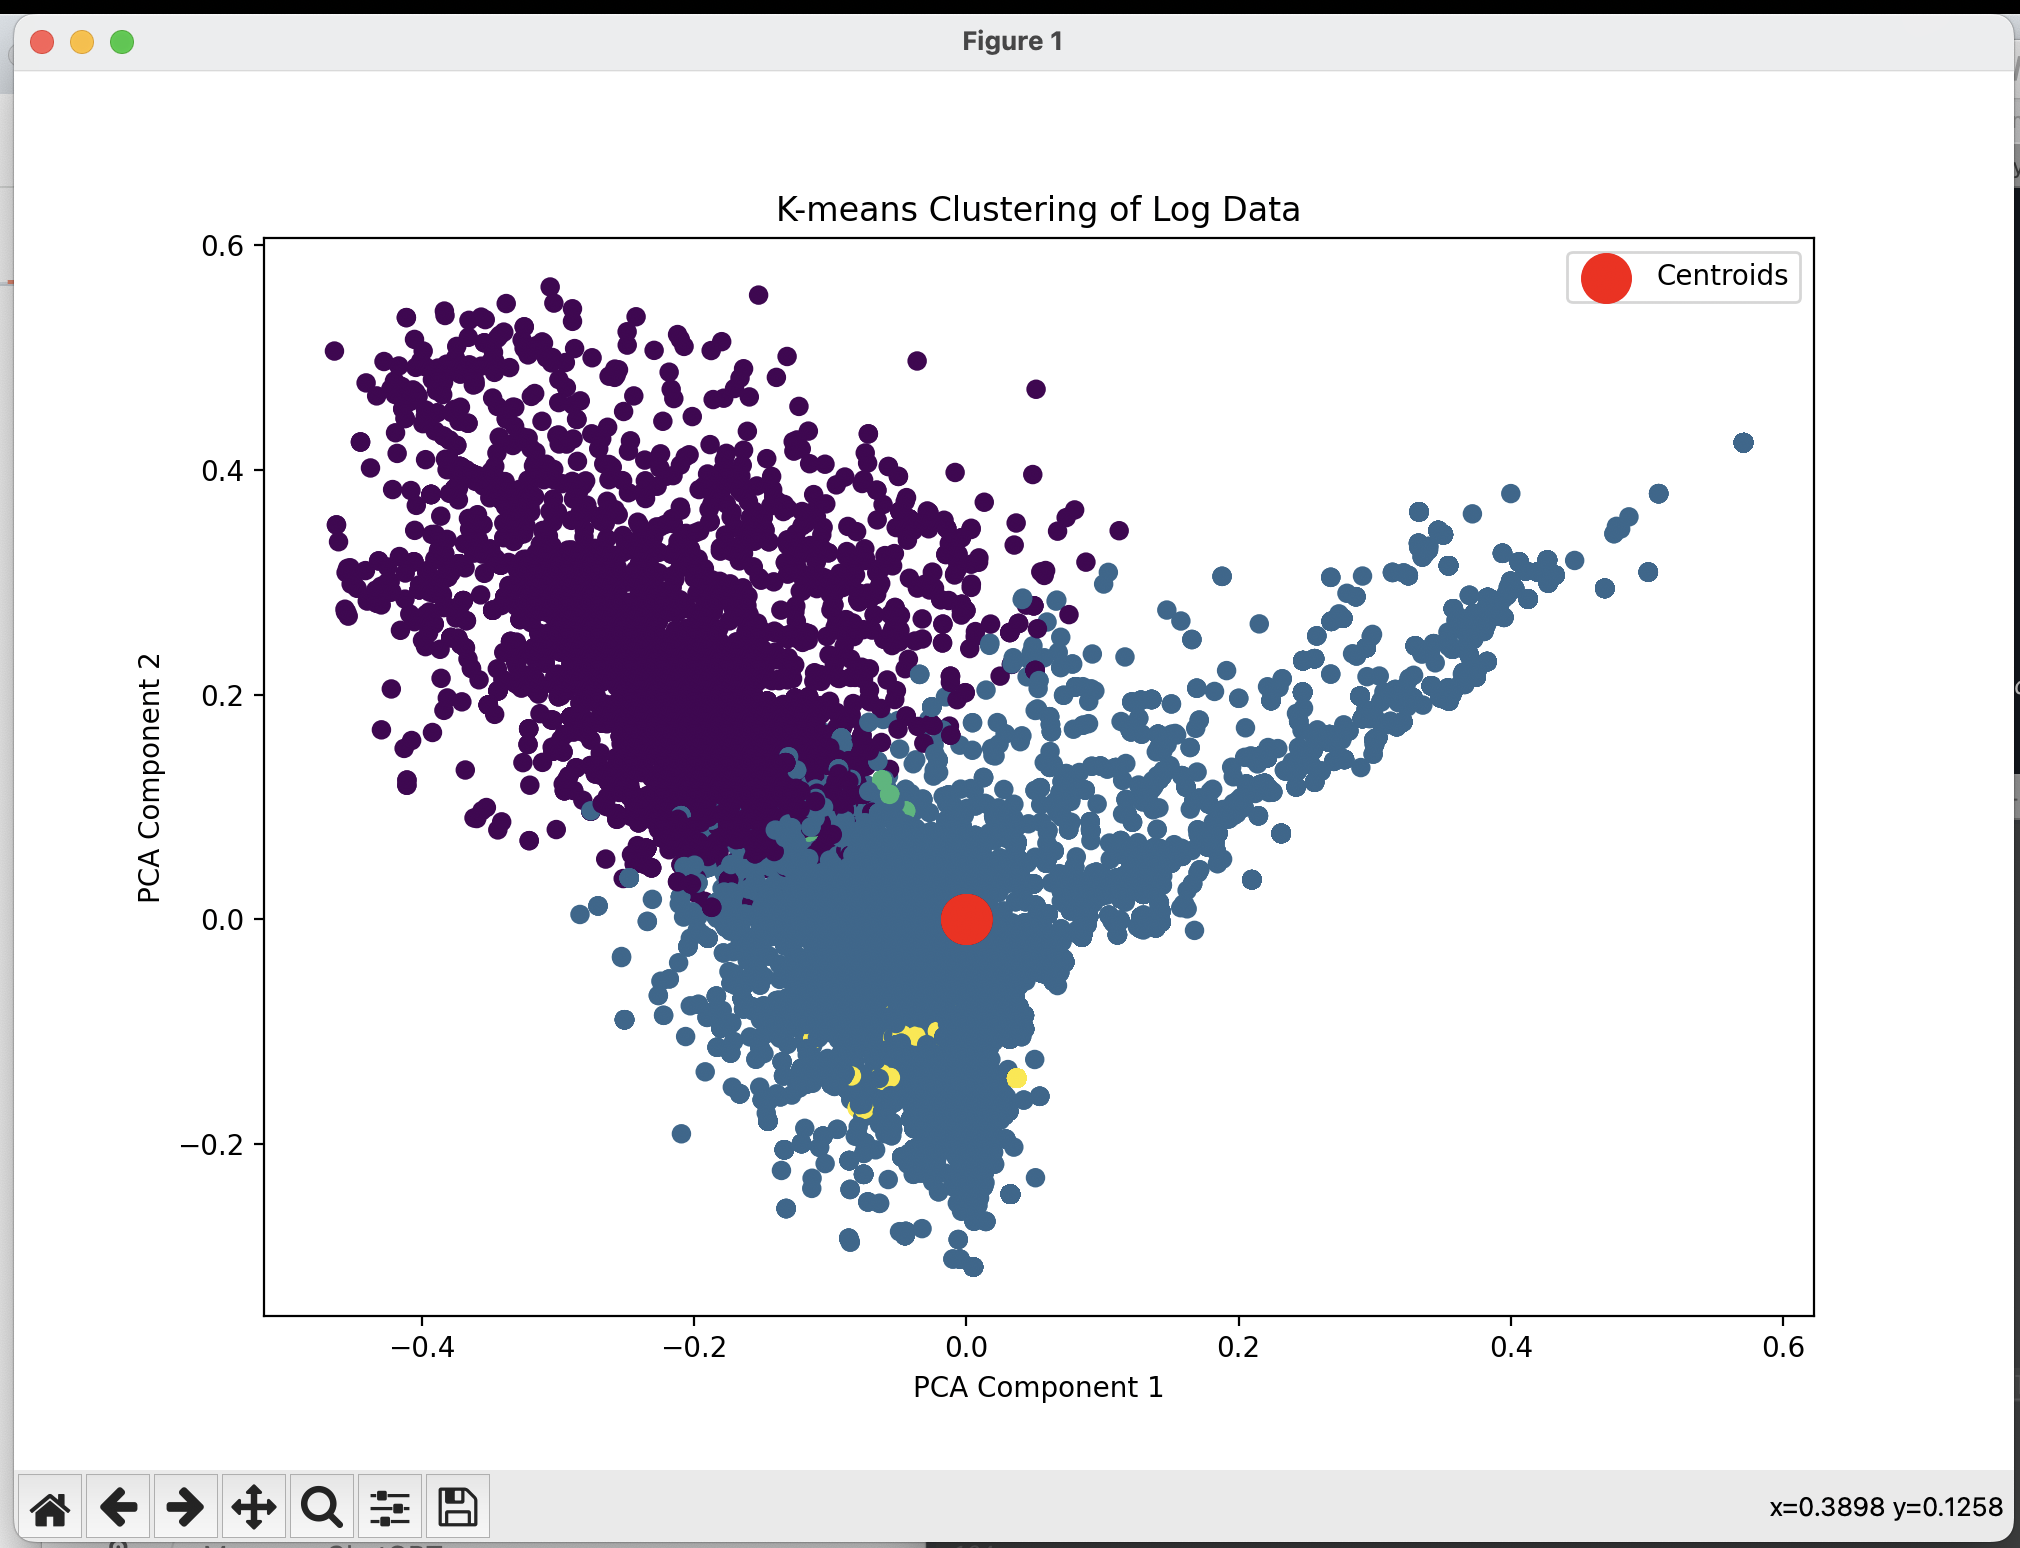 Figure 1
K-means Clustering of Log Data
Centroids
0.6
0.4
0.2
0.0
−0.2
PCA Component 2
−0.4 −0.2 0.0 0.2 0.4 0.6
PCA Component 1
x=0.3898 y=0.1258